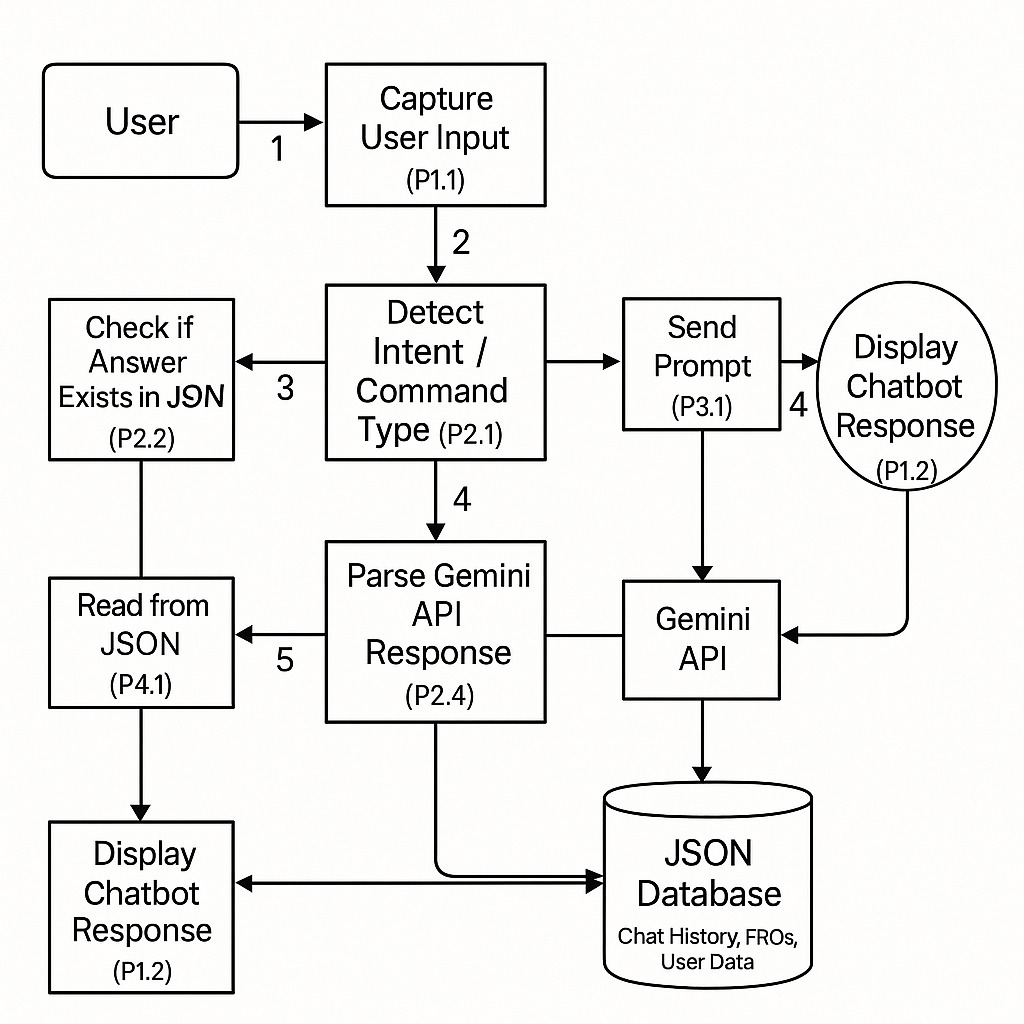 User
1
Capture
User Input
(P1.1)
2
Check if
Answer
Exists in JSON
(P2.2)
3
Detect
Intent /
Command
Type (P2.1)
Send
Prompt
(P3.1)
4
Display
Chatbot
Response
(P1.2)
4
Read from
JSON
(P4.1)
5
Parse Gemini
API
Response
(P2.4)
Gemini
API
Display
Chatbot
Response
(P1.2)
JSON
Database
Chat History, FROs,
User Data